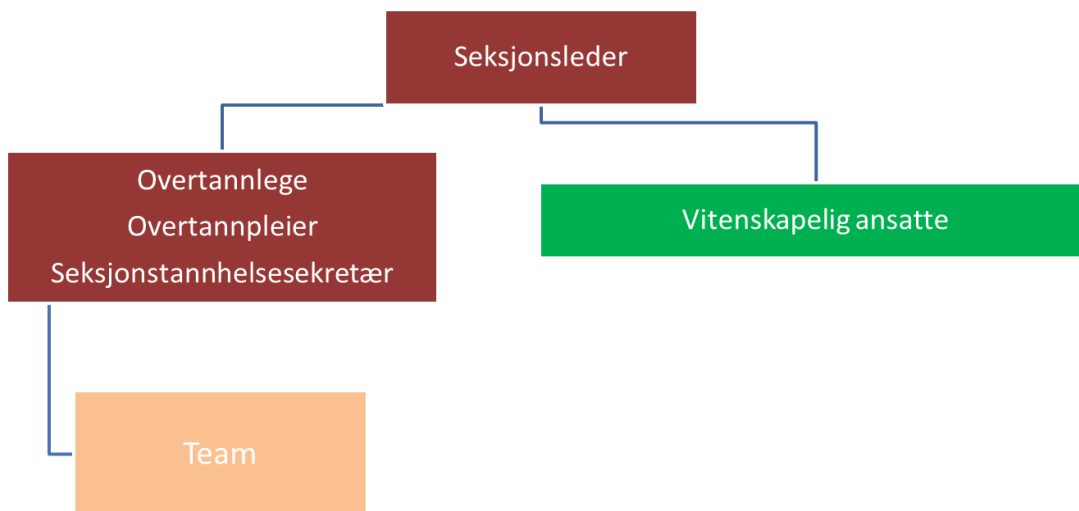 Seksjonsleder
Overtannlege
Overtannpleier
Seksjonstannhelsesekretær
Vitenskapelig ansatte
Team